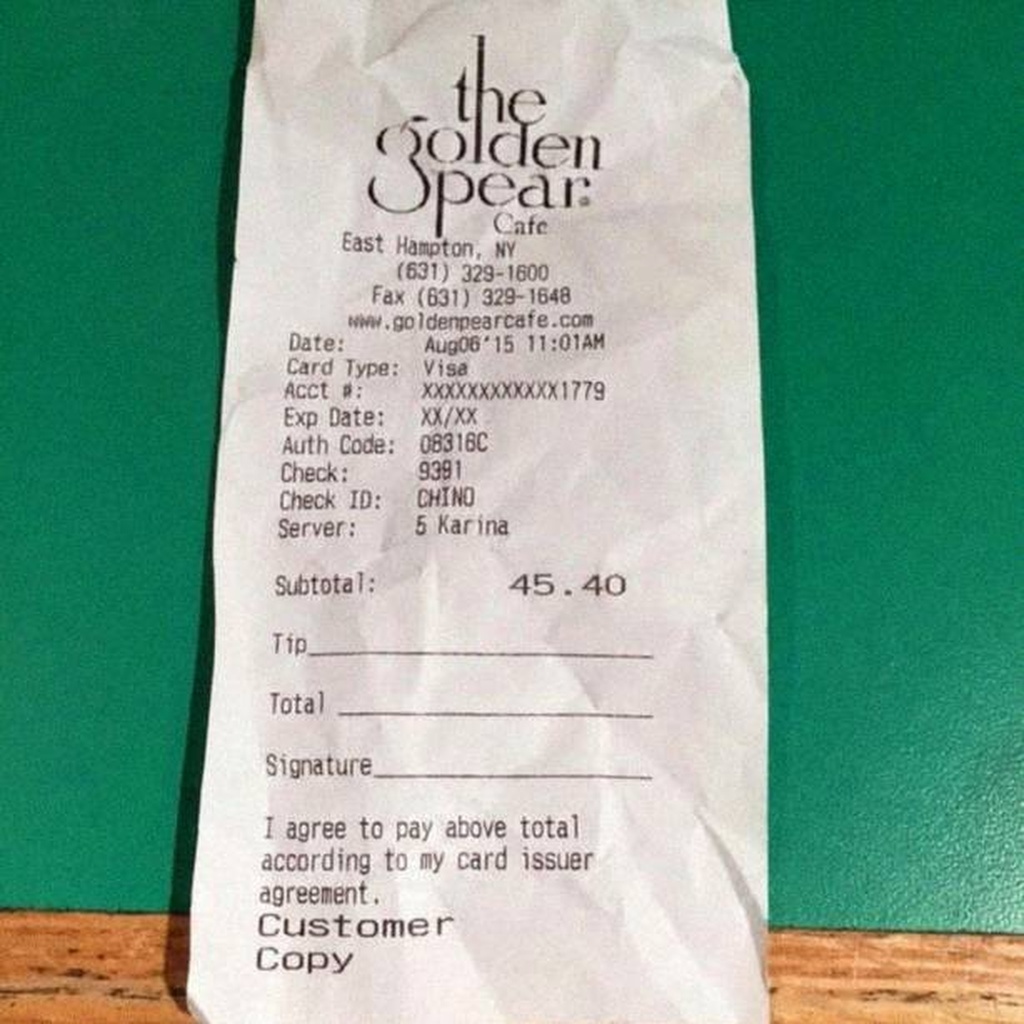 the
golden
pear®
Cafe
East Hampton, NY
(631) 329-1600
Fax (631) 329-1648
www.goldenpearcafe.com
Date: Aug06'15 11:01AM
Card Type: Visa
Acct #: XXXXXXXXXXXX1779
Exp Date: XX/XX
Auth Code: 08316C
Check: 9391
Check ID: CHINO
Server: 5 Karina
Subtotal: 45.40
Tip
Total
Signature
I agree to pay above total
according to my card issuer
agreement.
Customer
Copy